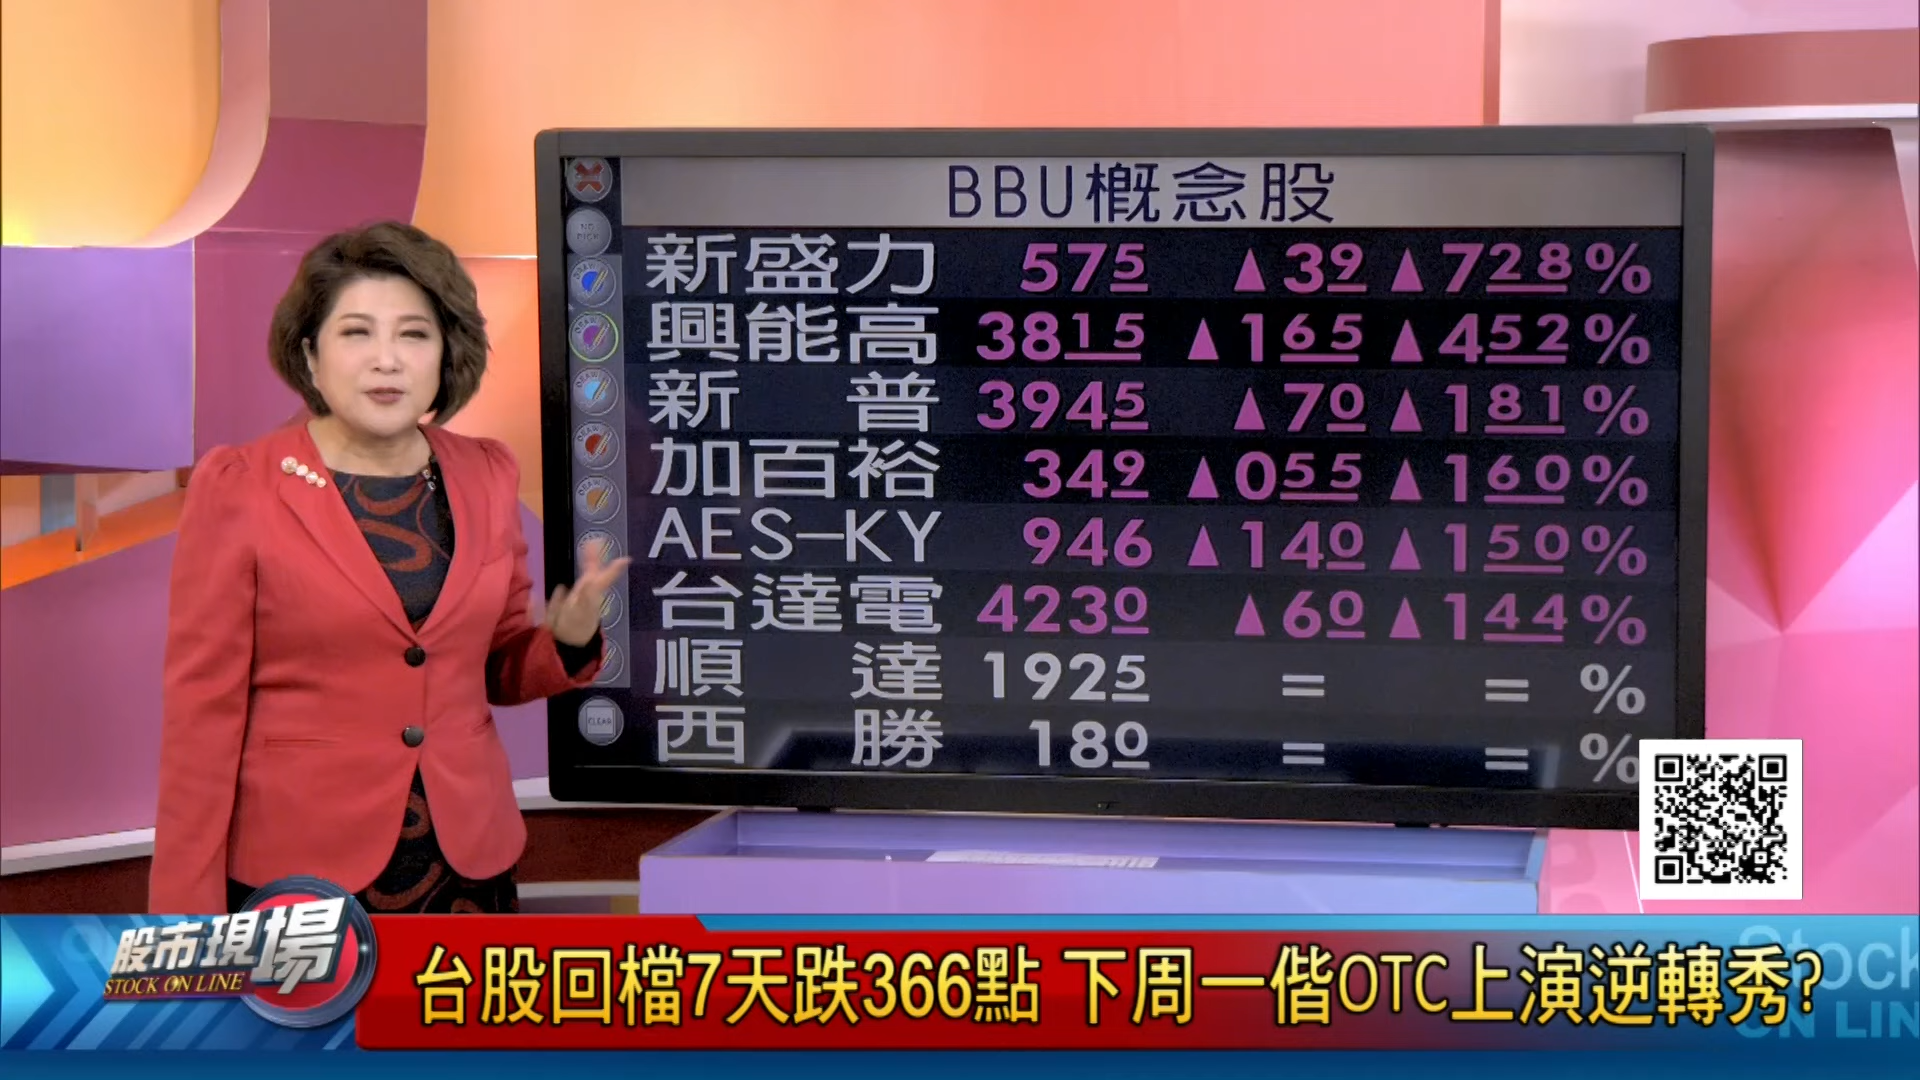 BBU概念股
新盛力 575 ▲39 ▲728%
興能高 3815 ▲165 ▲452%
新普 3945 ▲70 ▲181%
加百裕 349 ▲055 ▲160%
AES-KY 946 ▲140 ▲150%
台達電 4230 ▲60 ▲144%
順達 1925 = = %
西勝 180 = = %
CLEAR
股市現場
STOCK ON LINE
台股回檔7天跌366點 下周一偕OTC上演逆轉秀?
Stock
ON LIN